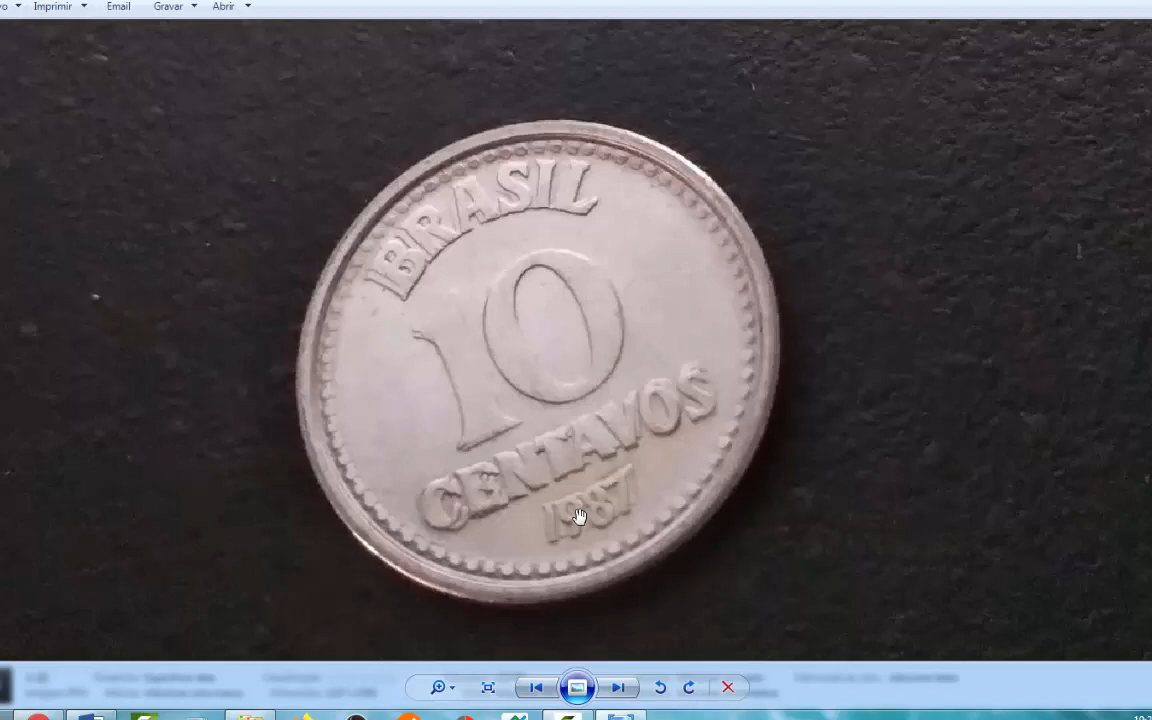 Imprimir Email Gravar Abrir
BRASIL
10
CENTAVOS
1987